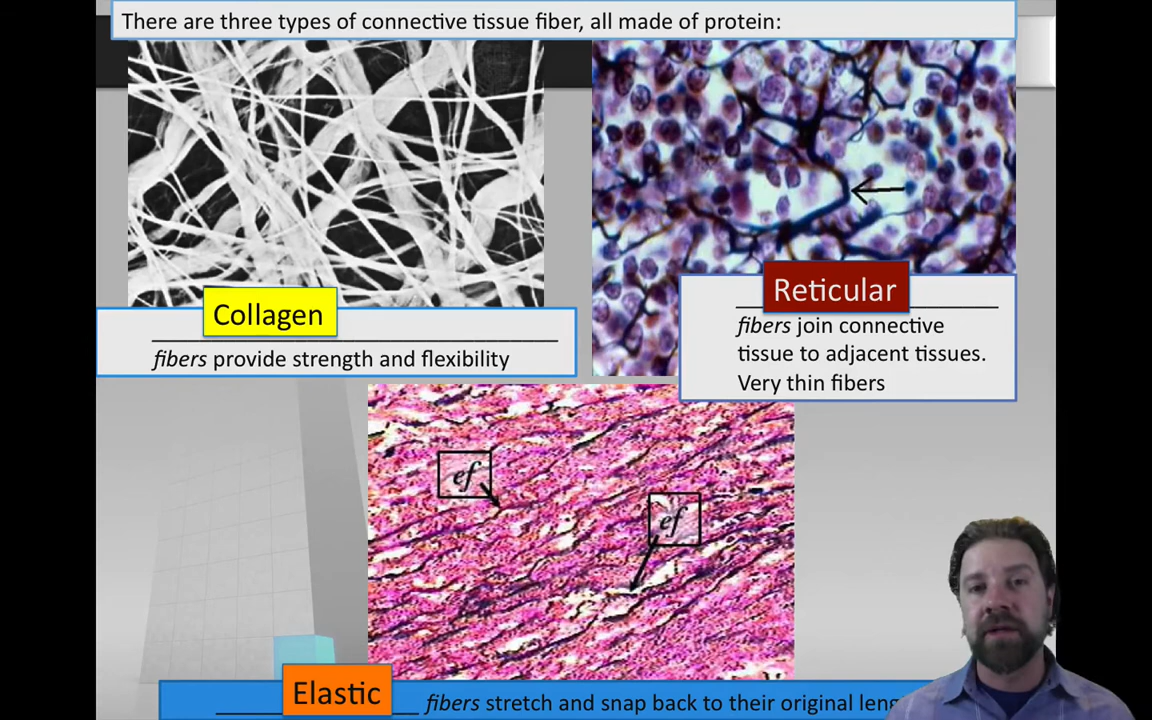 There are three types of connective tissue fiber, all made of protein:
Collagen
fibers provide strength and flexibility
Reticular
fibers join connective
tissue to adjacent tissues.
Very thin fibers
ef
ef
Elastic
fibers stretch and snap back to their original